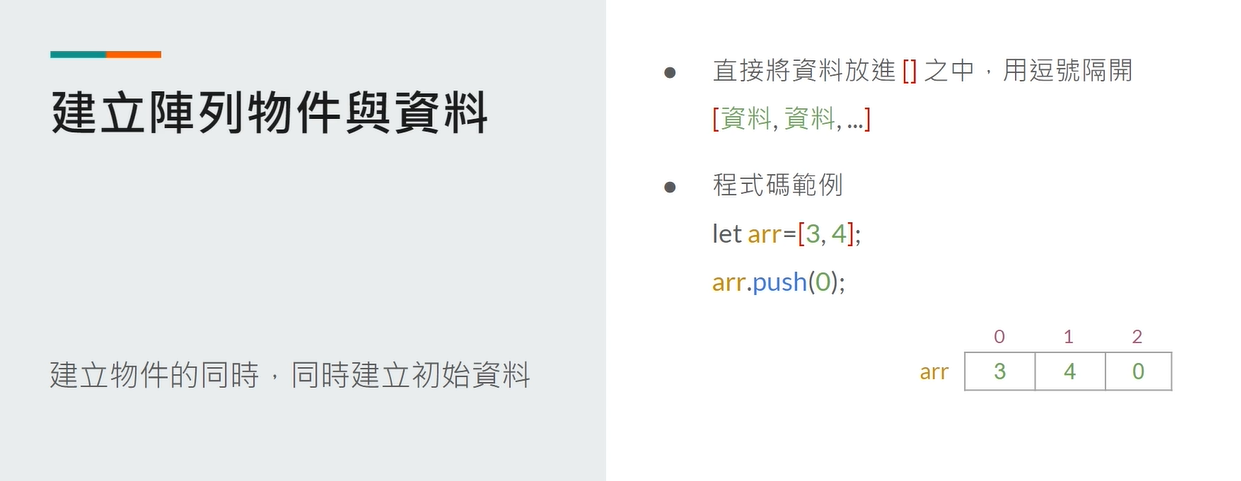 建立陣列物件與資料
建立物件的同時，同時建立初始資料
● 直接將資料放進 [] 之中，用逗號隔開
[資料, 資料, ...]
● 程式碼範例
let arr=[3, 4];
arr.push(0);
0 1 2
arr 3 4 0